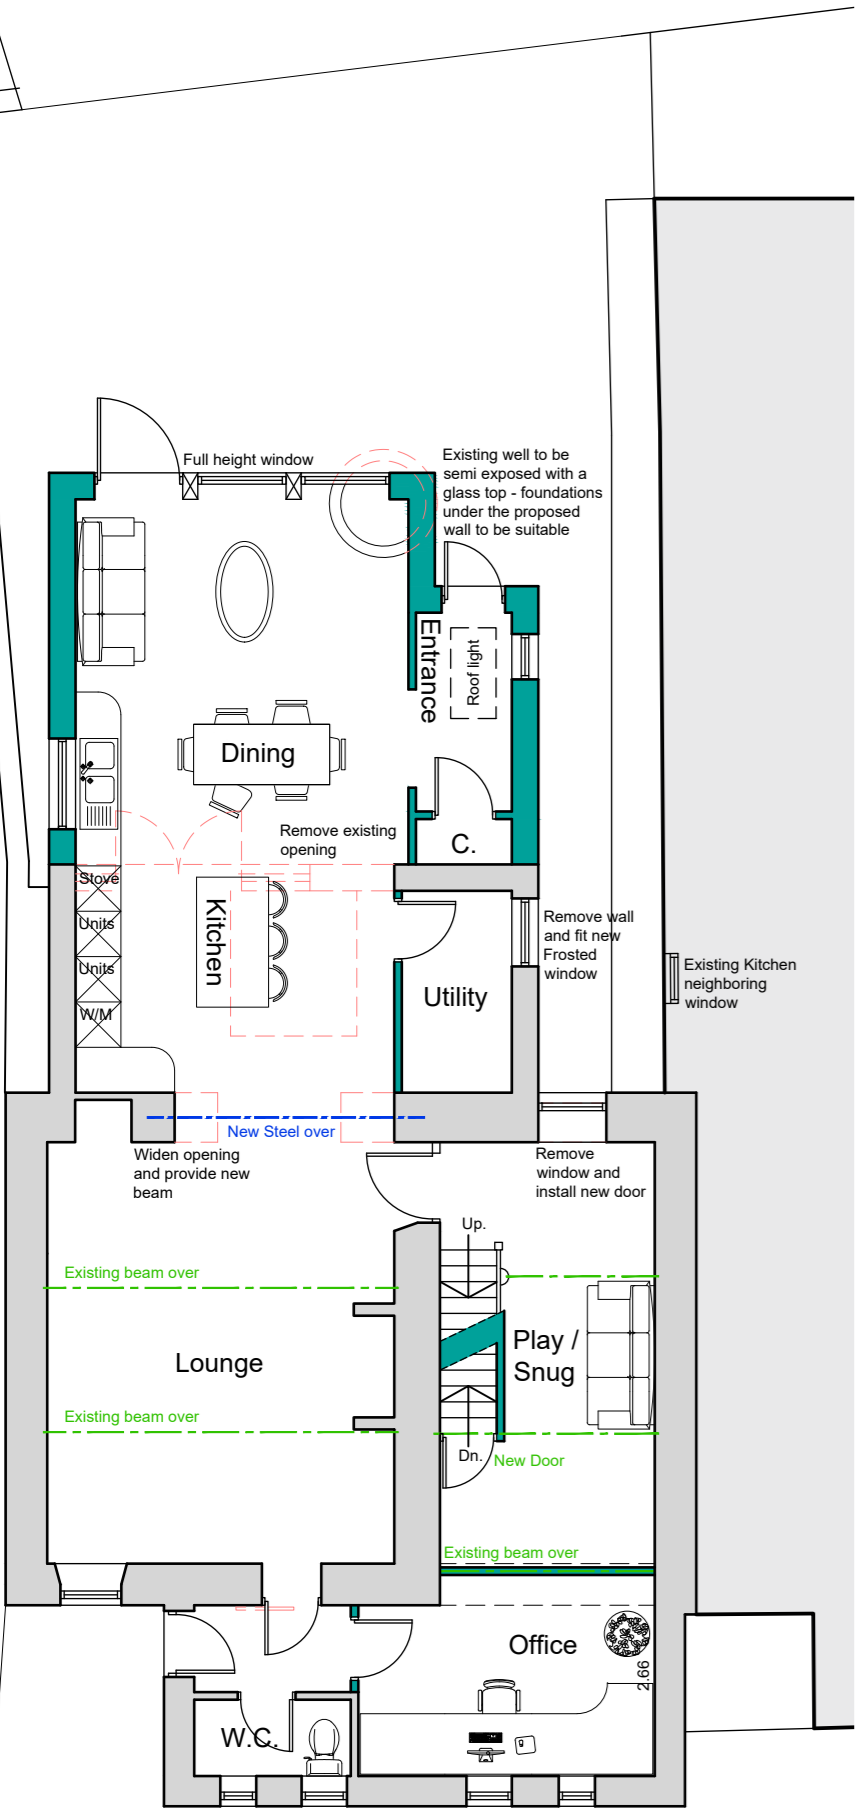 Full height window
Existing well to be
semi exposed with a
glass top - foundations
under the proposed
wall to be suitable
Entrance
Roof light
Dining
Remove existing
opening
C.
Stove
Units
Units
W/M
Kitchen
Utility
Remove wall
and fit new
Frosted
window
Existing Kitchen
neighboring
window
New Steel over
Widen opening
and provide new
beam
Remove
window and
install new door
Up.
Existing beam over
Lounge
Play /
Snug
Existing beam over
Dn.
New Door
Existing beam over
Office
2.66
W.C.